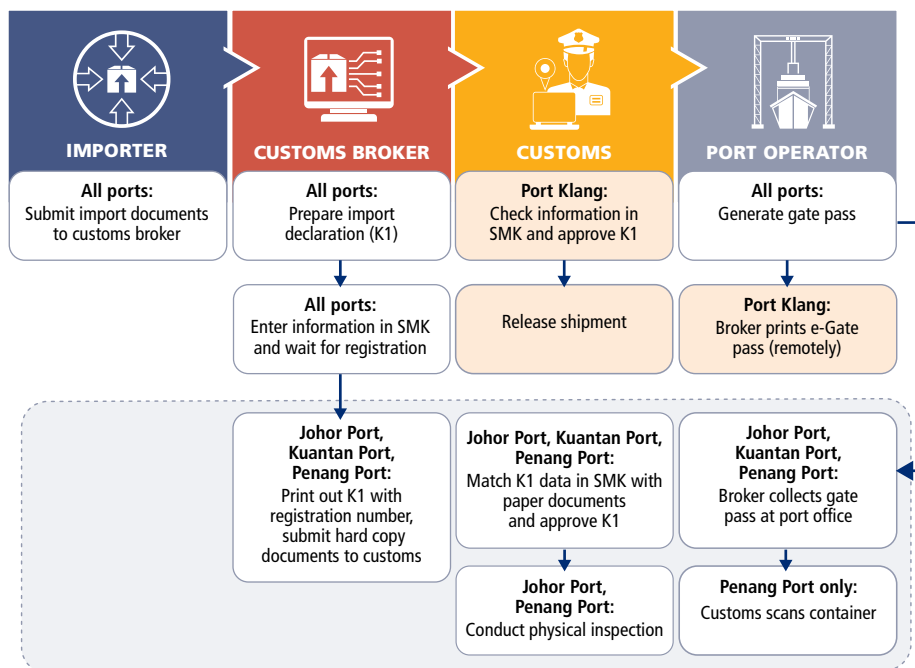 IMPORTER
CUSTOMS BROKER
CUSTOMS
PORT OPERATOR
All ports:
Submit import documents
to customs broker
All ports:
Prepare import
declaration (K1)
Port Klang:
Check information in
SMK and approve K1
All ports:
Generate gate pass
All ports:
Enter information in SMK
and wait for registration
Release shipment
Port Klang:
Broker prints e-Gate
pass (remotely)
Johor Port,
Kuantan Port,
Penang Port:
Print out K1 with
registration number,
submit hard copy
documents to customs
Johor Port, Kuantan Port,
Penang Port:
Match K1 data in SMK with
paper documents
and approve K1
Johor Port,
Kuantan Port,
Penang Port:
Broker collects gate
pass at port office
Johor Port,
Penang Port:
Conduct physical inspection
Penang Port only:
Customs scans container